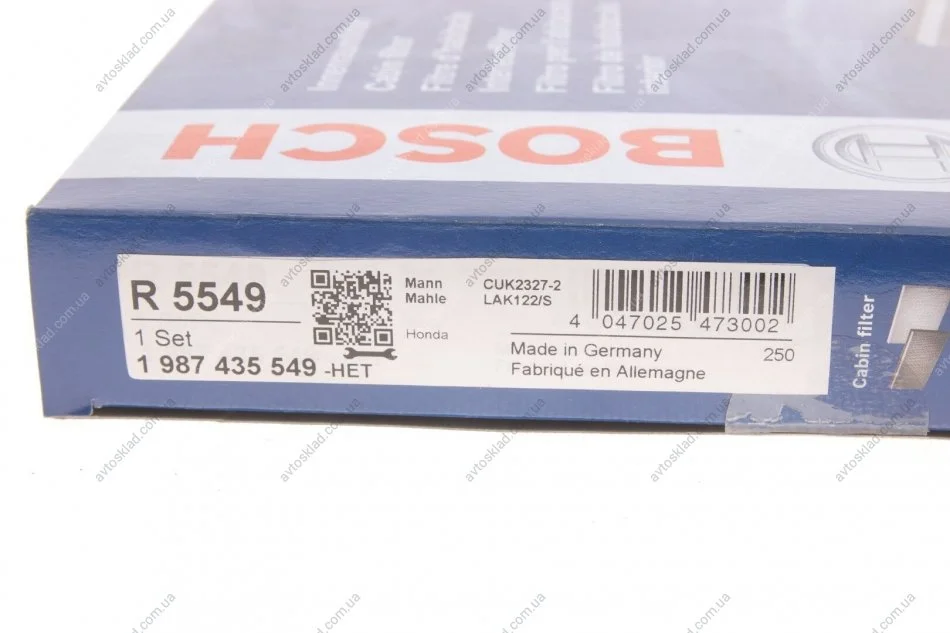 Cabin filter
BOSCH
R 5549
1 Set
1 987 435 549 -HET
Mann CUK2327-2
Mahle LAK122/S
Honda
4 047025 473002
Made in Germany 250
Fabriqué en Allemagne
Cabin filter
avtosklad.com.ua